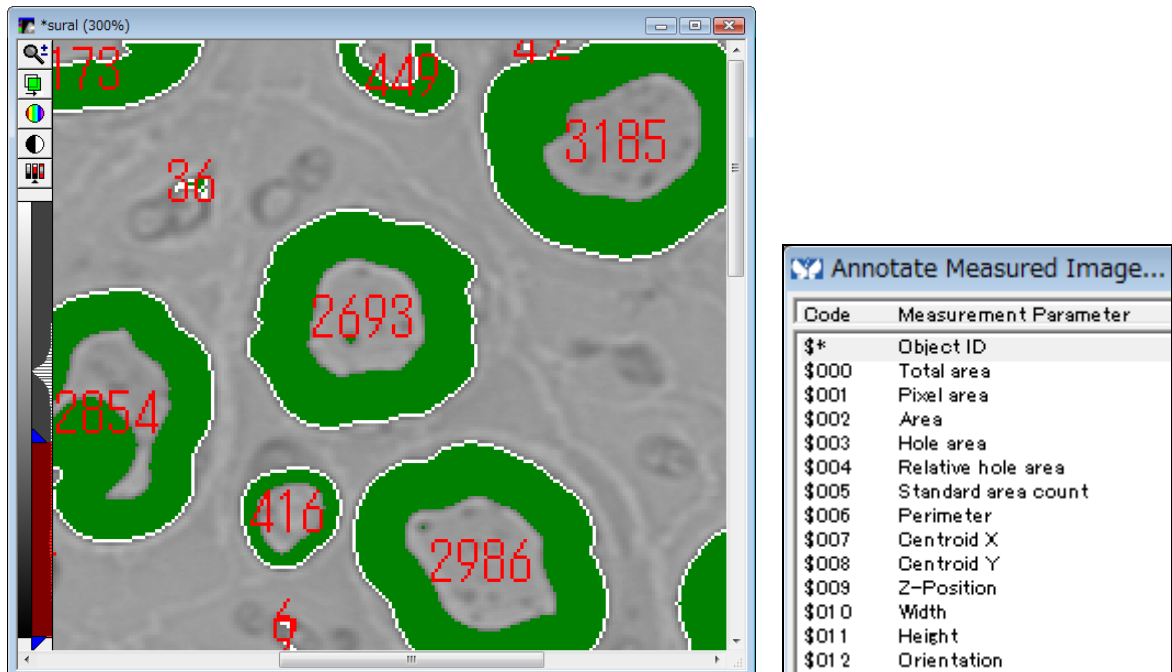 *sural (300%)
173
449
42
3185
36
2693
2854
416
2986
6
Annotate Measured Image...
Code Measurement Parameter
$* Object ID
$000 Total area
$001 Pixel area
$002 Area
$003 Hole area
$004 Relative hole area
$005 Standard area count
$006 Perimeter
$007 Centroid X
$008 Centroid Y
$009 Z-Position
$010 Width
$011 Height
$012 Orientation